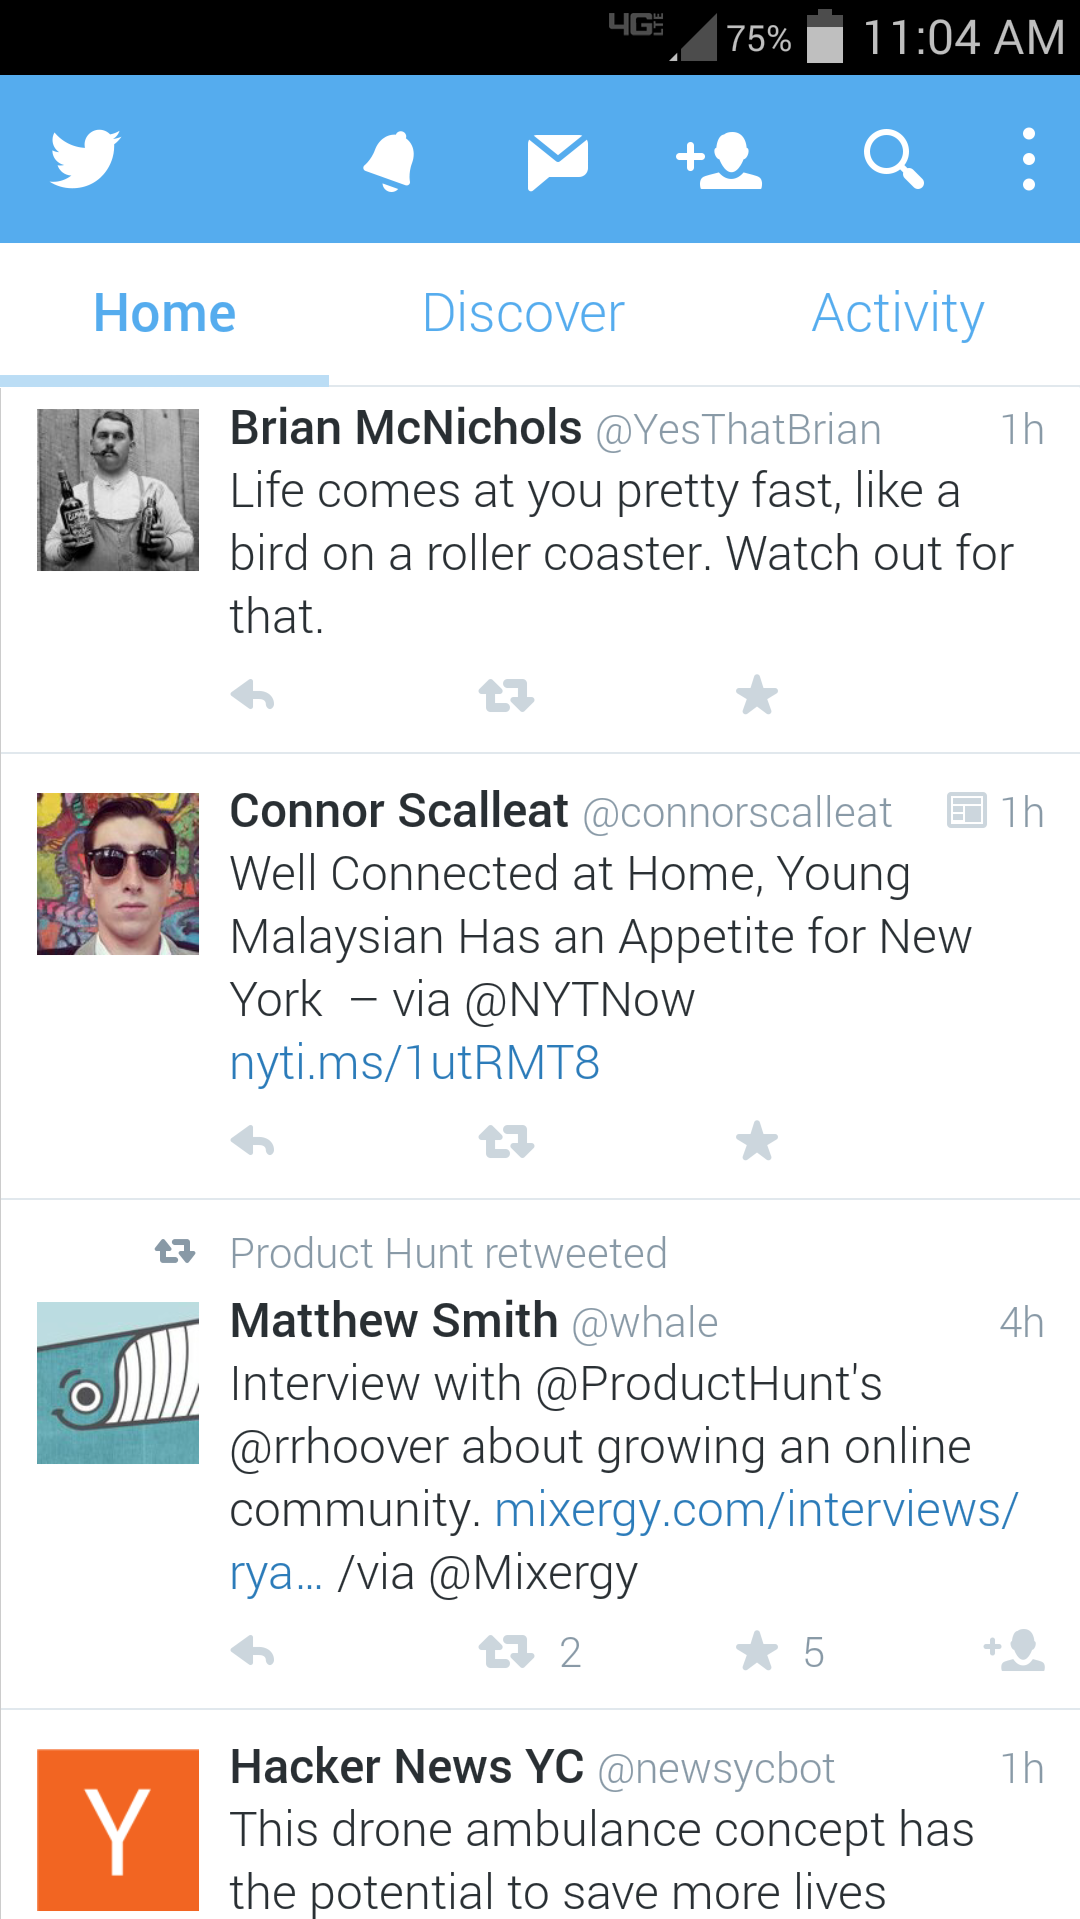 4G LTE 75% 11:04 AM
Home Discover Activity
Brian McNichols @YesThatBrian 1h
Life comes at you pretty fast, like a
bird on a roller coaster. Watch out for
that.
Connor Scalleat @connorscalleat 1h
Well Connected at Home, Young
Malaysian Has an Appetite for New
York – via @NYTNow
nyti.ms/1utRMT8
Product Hunt retweeted
Matthew Smith @whale 4h
Interview with @ProductHunt's
@rrhoover about growing an online
community. mixergy.com/interviews/
rya... /via @Mixergy
2 5
Hacker News YC @newsycbot 1h
Y
This drone ambulance concept has
the potential to save more lives